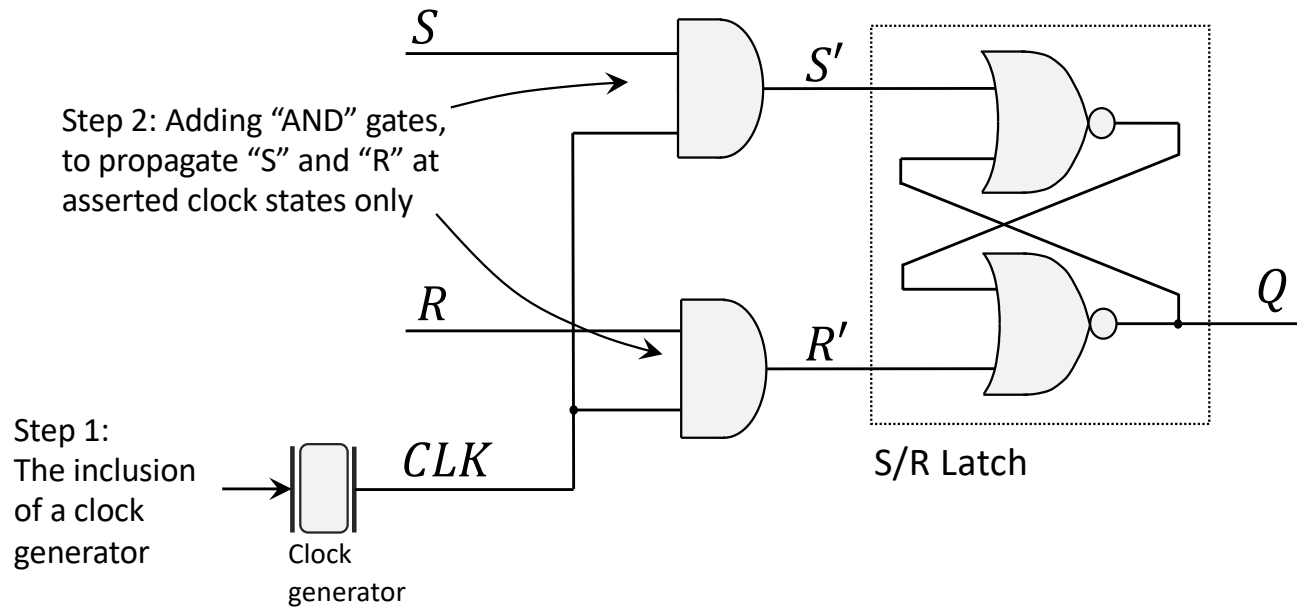 S
S′
Step 2: Adding “AND” gates,
to propagate “S” and “R” at
asserted clock states only
R
R′
Q
Step 1:
The inclusion
of a clock
generator
CLK
S/R Latch
Clock
generator